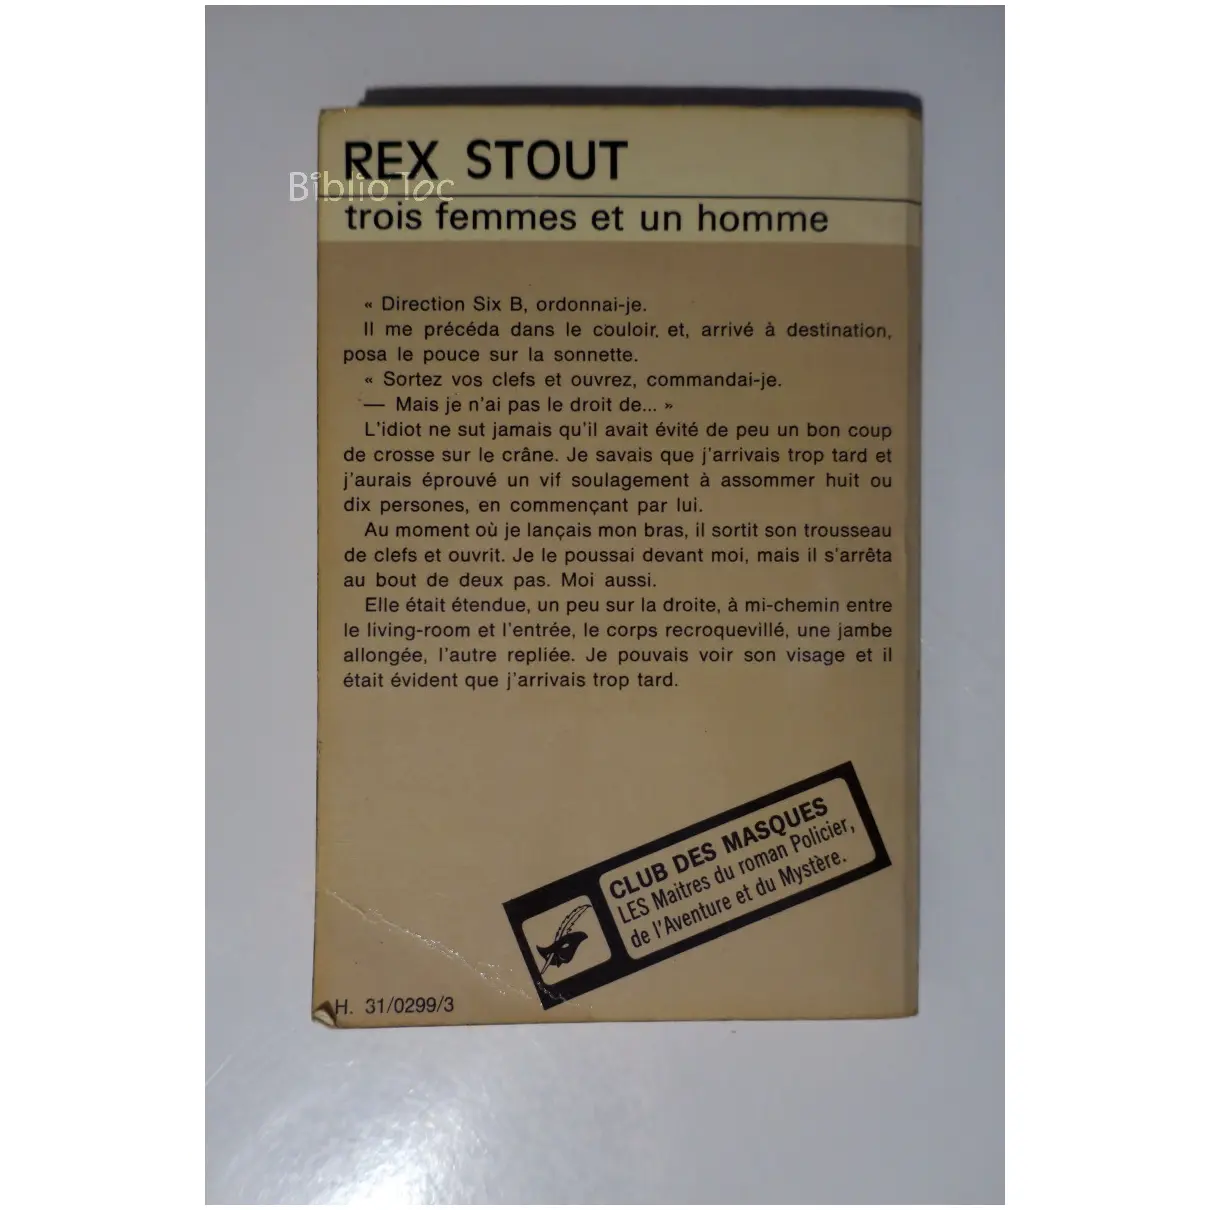 REX STOUT
Biblio Toc
trois femmes et un homme
« Direction Six B, ordonnai-je.
Il me précéda dans le couloir, et, arrivé à destination,
posa le pouce sur la sonnette.
« Sortez vos clefs et ouvrez, commandai-je.
— Mais je n'ai pas le droit de... »
L'idiot ne sut jamais qu'il avait évité de peu un bon coup
de crosse sur le crâne. Je savais que j'arrivais trop tard et
j'aurais éprouvé un vif soulagement à assommer huit ou
dix persones, en commençant par lui.
Au moment où je lançais mon bras, il sortit son trousseau
de clefs et ouvrit. Je le poussai devant moi, mais il s'arrêta
au bout de deux pas. Moi aussi.
Elle était étendue, un peu sur la droite, à mi-chemin entre
le living-room et l'entrée, le corps recroquevillé, une jambe
allongée, l'autre repliée. Je pouvais voir son visage et il
était évident que j'arrivais trop tard.
CLUB DES MASQUES
LES Maitres du roman Policier,
de l'Aventure et du Mystère.
H. 31/0299/3